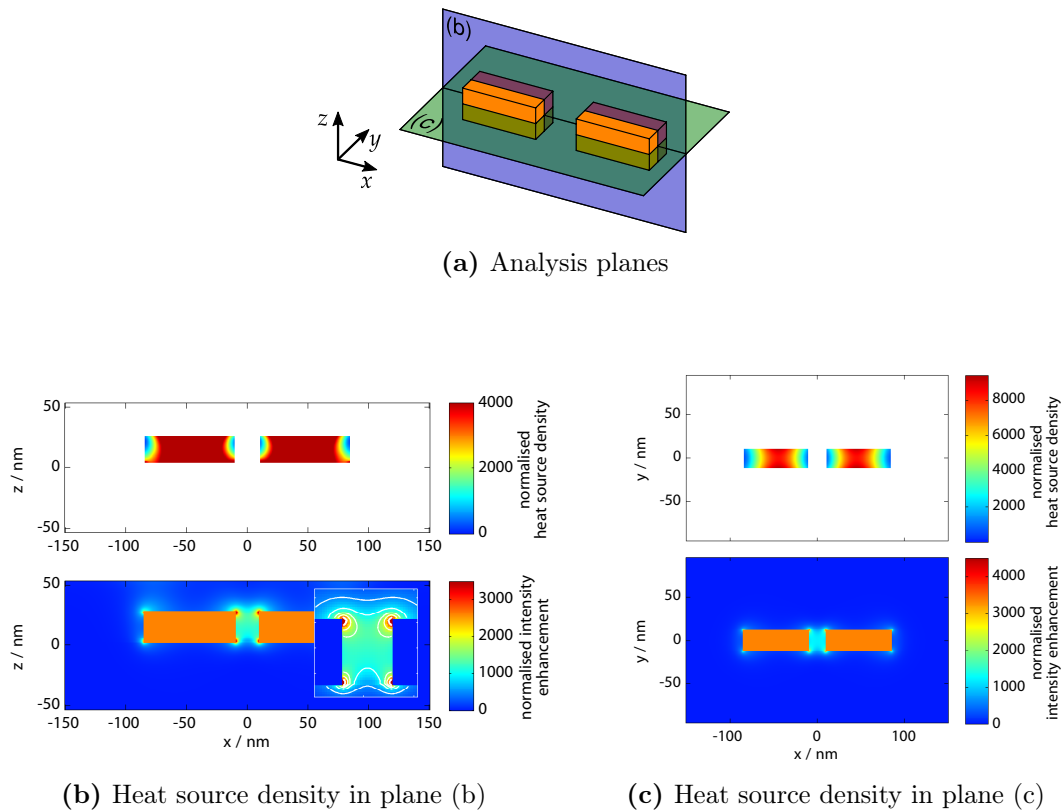 (b)
(c)
z
y
x
(a) Analysis planes
50
0
-50
z / nm
-150 -100 -50 0 50 100 150
4000
2000
0
normalised
heat source density
50
0
-50
z / nm
-150 -100 -50 0 50 100 150
x / nm
3000
2000
1000
0
normalised intensity
enhancement
(b) Heat source density in plane (b)
50
0
-50
y / nm
8000
6000
4000
2000
normalised
heat source density
50
0
-50
y / nm
-100 0 100
x / nm
4000
3000
2000
1000
0
normalised
intensity enhancement
(c) Heat source density in plane (c)